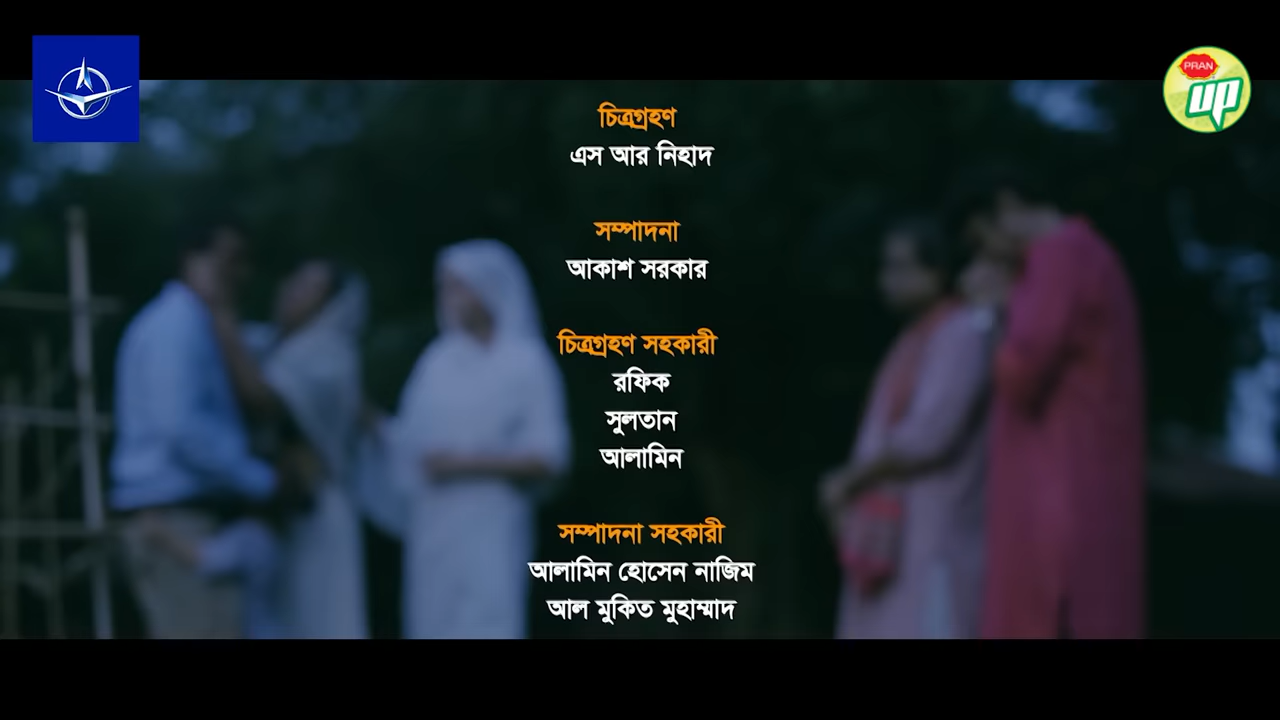 PRAN
up
চিত্রগ্রহণ
এস আর নিহাদ
সম্পাদনা
আকাশ সরকার
চিত্রগ্রহণ সহকারী
রফিক
সুলতান
আলামিন
সম্পাদনা সহকারী
আলামিন হোসেন নাজিম
আল মুকিত মুহাম্মাদ